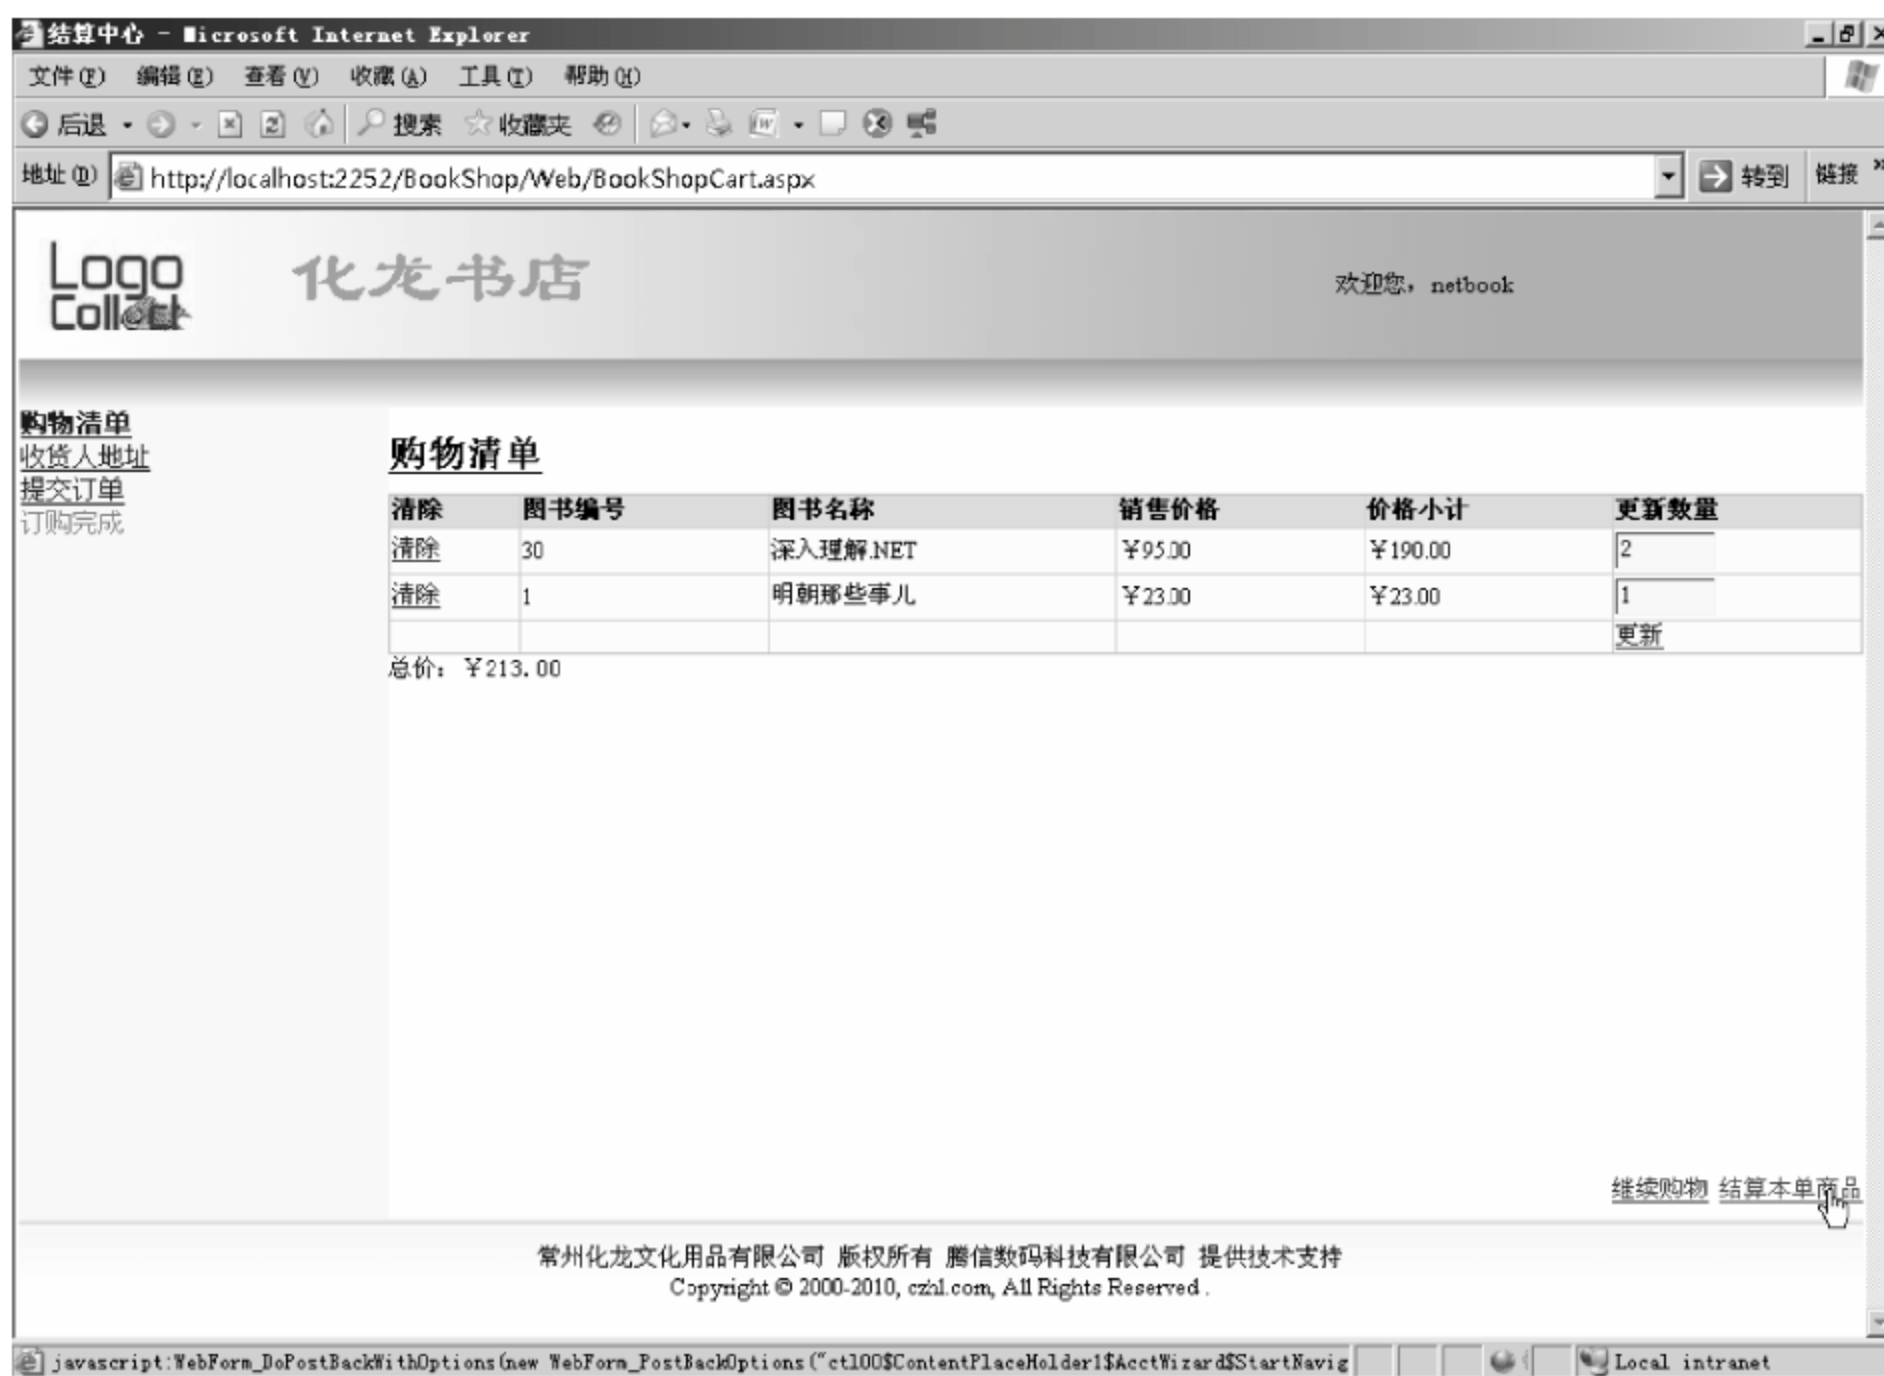 结算中心 - Microsoft Internet Explorer
文件(F) 编辑(E) 查看(V) 收藏(A) 工具(T) 帮助(H)
后退 搜索 收藏夹
地址(D) http://localhost:2252/BookShop/Web/BookShopCart.aspx 转到 链接 »
Logo
Collect
化龙书店
欢迎您，netbook
购物清单
收货人地址
提交订单
订购完成
购物清单
清除 图书编号 图书名称 销售价格 价格小计 更新数量
清除 30 深入理解.NET ￥95.00 ￥190.00 2
清除 1 明朝那些事儿 ￥23.00 ￥23.00 1
更新
总价：￥213.00
继续购物 结算本单商品
常州化龙文化用品有限公司 版权所有 腾信数码科技有限公司 提供技术支持
Copyright © 2000-2010, czhl.com, All Rights Reserved .
javascript:WebForm_DoPostBackWithOptions(new WebForm_PostBackOptions("ctl00$ContentPlaceHolder1$AcctWizard$StartNavig Local intranet